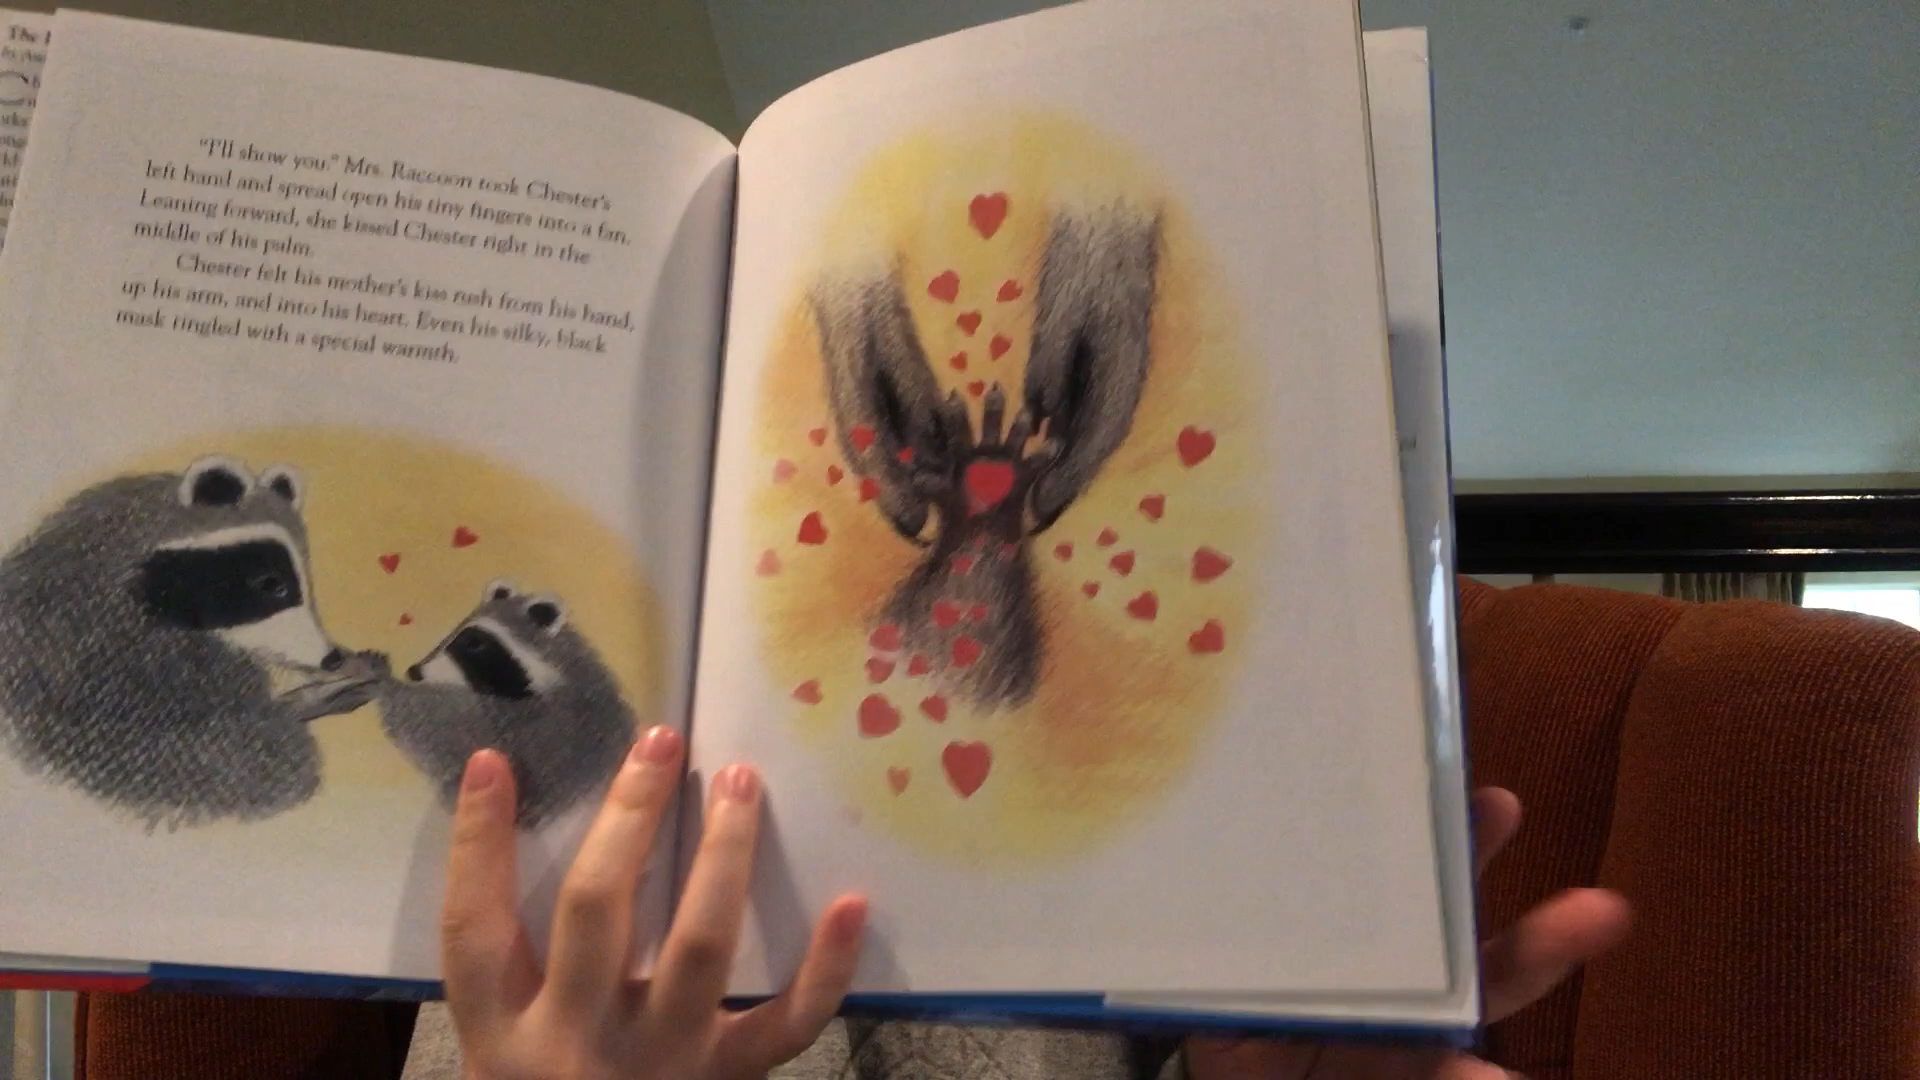 The
"I'll show you." Mrs. Raccoon took Chester's
left hand and spread open his tiny fingers into a fan.
Leaning forward, she kissed Chester right in the
middle of his palm.
Chester felt his mother's kiss rush from his hand,
up his arm, and into his heart. Even his silky, black
mask tingled with a special warmth.